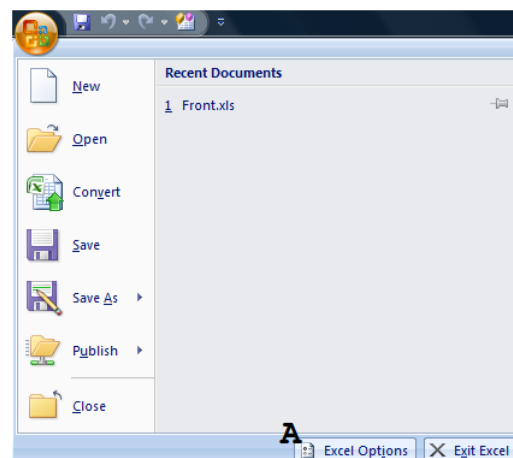 Recent Documents
New
1 Front.xls
Open
Convert
Save
Save As
Publish
Close
A
Excel Options
Exit Excel